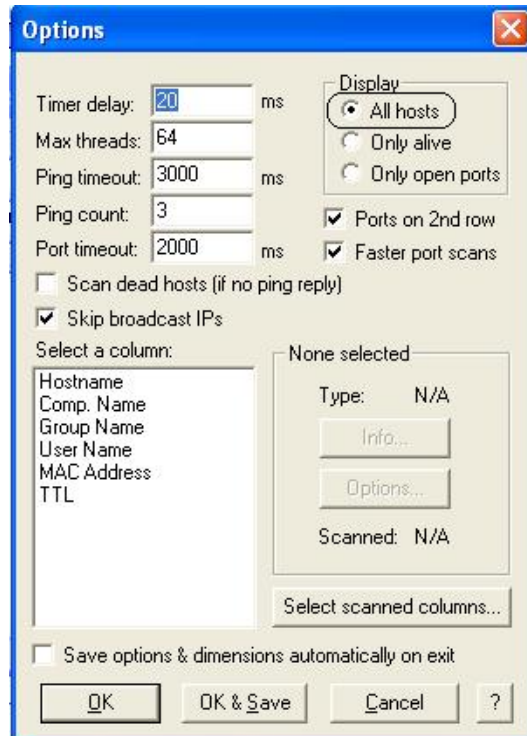 Options
Timer delay: 20 ms
Max threads: 64
Ping timeout: 3000 ms
Ping count: 3
Port timeout: 2000 ms
Display
All hosts
Only alive
Only open ports
Ports on 2nd row
Faster port scans
Scan dead hosts (if no ping reply)
Skip broadcast IPs
Select a column:
Hostname
Comp. Name
Group Name
User Name
MAC Address
TTL
None selected
Type: N/A
Info...
Options...
Scanned: N/A
Select scanned columns...
Save options & dimensions automatically on exit
OK OK & Save Cancel ?